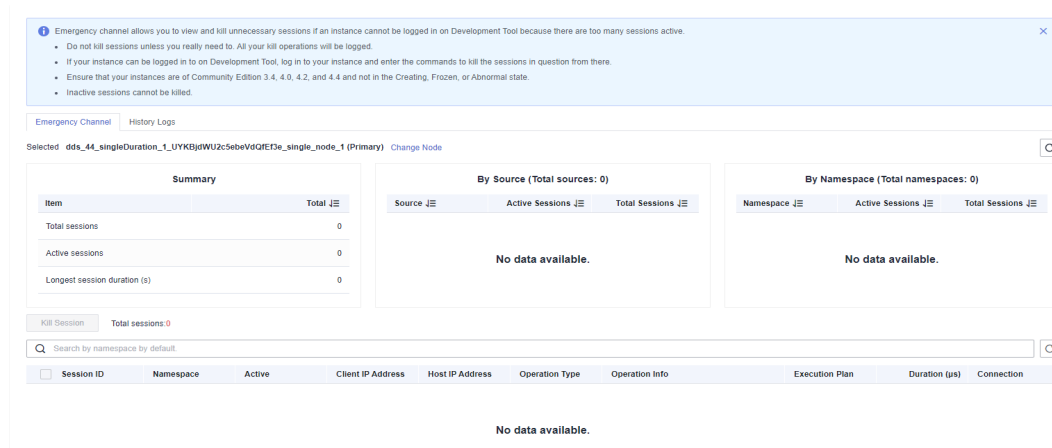 Emergency channel allows you to view and kill unnecessary sessions if an instance cannot be logged in on Development Tool because there are too many sessions active.
• Do not kill sessions unless you really need to. All your kill operations will be logged.
• If your instance can be logged in to on Development Tool, log in to your instance and enter the commands to kill the sessions in question from there.
• Ensure that your instances are of Community Edition 3.4, 4.0, 4.2, and 4.4 and not in the Creating, Frozen, or Abnormal state.
• Inactive sessions cannot be killed.
Emergency Channel History Logs
Selected dds_44_singleDuration_1_UYKBjdWU2c5ebeVdQfEf3e_single_node_1 (Primary) Change Node
Summary
Item Total
Total sessions 0
Active sessions 0
Longest session duration (s) 0
By Source (Total sources: 0)
Source Active Sessions Total Sessions
No data available.
By Namespace (Total namespaces: 0)
Namespace Active Sessions Total Sessions
No data available.
Kill Session Total sessions:0
Search by namespace by default.
Session ID Namespace Active Client IP Address Host IP Address Operation Type Operation Info Execution Plan Duration (μs) Connection
No data available.